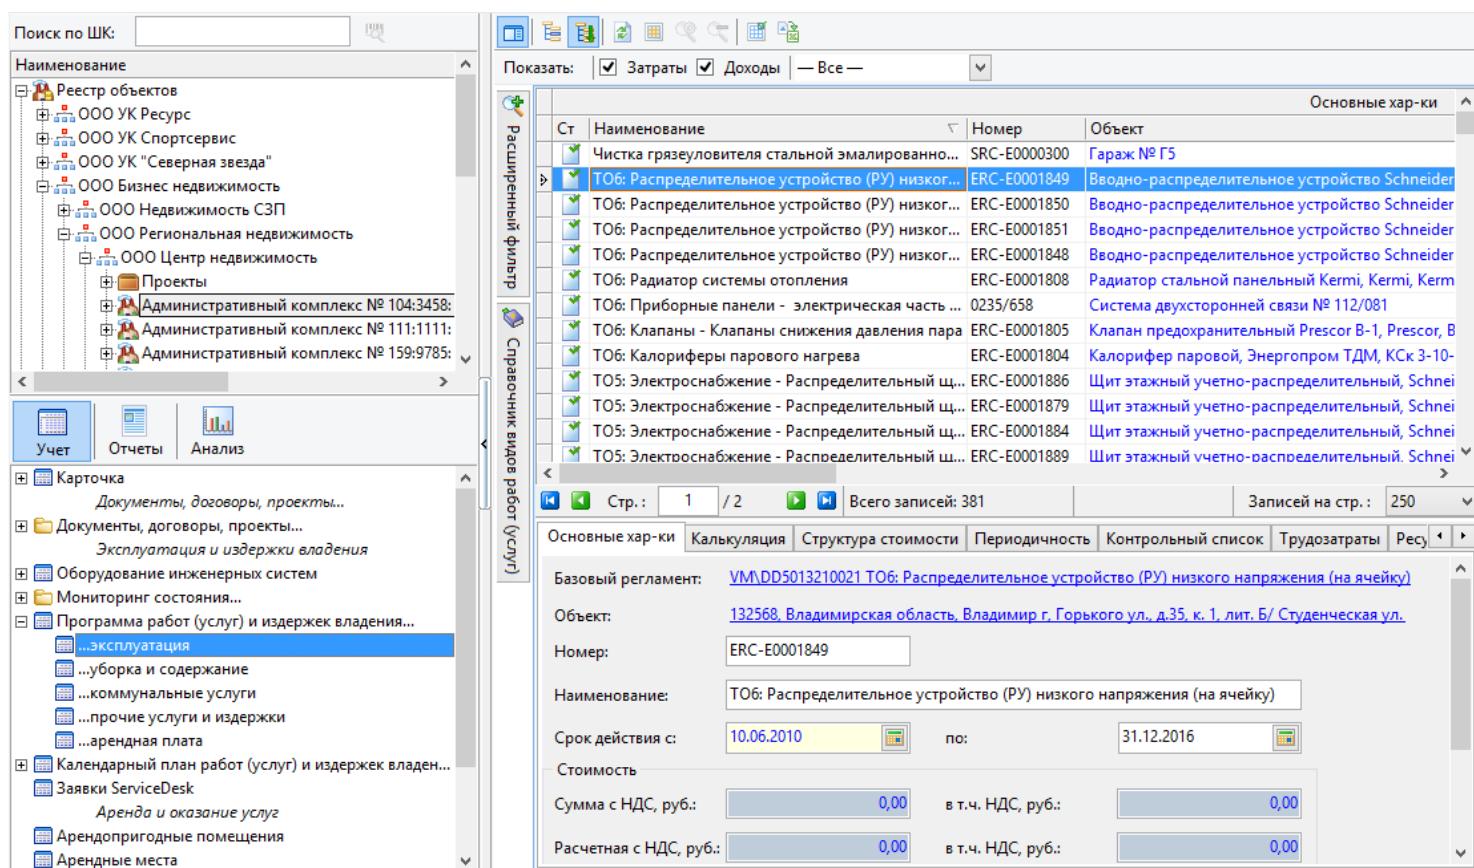 Поиск по ШК:
Наименование
Реестр объектов
ООО УК Ресурс
ООО УК Спортсервис
ООО УК "Северная звезда"
ООО Бизнес недвижимость
ООО Недвижимость СЗП
ООО Региональная недвижимость
ООО Центр недвижимость
Проекты
Административный комплекс № 104:3458:
Административный комплекс № 111:1111:
Административный комплекс № 159:9785:
Учет
Отчеты
Анализ
Карточка
Документы, договоры, проекты...
Документы, договоры, проекты...
Эксплуатация и издержки владения
Оборудование инженерных систем
Мониторинг состояния...
Программа работ (услуг) и издержек владения...
...эксплуатация
...уборка и содержание
...коммунальные услуги
...прочие услуги и издержки
...арендная плата
Календарный план работ (услуг) и издержек владен...
Заявки ServiceDesk
Аренда и оказание услуг
Арендопригодные помещения
Арендные места
Показать: Затраты Доходы — Все —
Расширенный фильтр
Справочник видов работ (услуг)
Основные хар-ки
Ст Наименование Номер Объект
Чистка грязеуловителя стальной эмалированно... SRC-E0000300 Гараж № Г5
ТО6: Распределительное устройство (РУ) низког... ERC-E0001849 Вводно-распределительное устройство Schneider
ТО6: Распределительное устройство (РУ) низког... ERC-E0001850 Вводно-распределительное устройство Schneider
ТО6: Распределительное устройство (РУ) низког... ERC-E0001851 Вводно-распределительное устройство Schneider
ТО6: Распределительное устройство (РУ) низког... ERC-E0001848 Вводно-распределительное устройство Schneider
ТО6: Радиатор системы отопления ERC-E0001808 Радиатор стальной панельный Kermi, Kermi, Kerm
ТО6: Приборные панели - электрическая часть ... 0235/658 Система двухсторонней связи № 112/081
ТО6: Клапаны - Клапаны снижения давления пара ERC-E0001805 Клапан предохранительный Prescor B-1, Prescor, B
ТО6: Калориферы парового нагрева ERC-E0001804 Калорифер паровой, Энергопром ТДМ, КСк 3-10-
ТО5: Электроснабжение - Распределительный щ... ERC-E0001886 Щит этажный учетно-распределительный, Schnei
ТО5: Электроснабжение - Распределительный щ... ERC-E0001879 Щит этажный учетно-распределительный, Schnei
ТО5: Электроснабжение - Распределительный щ... ERC-E0001884 Щит этажный учетно-распределительный, Schnei
ТО5: Электроснабжение - Распределительный щ... ERC-E0001889 Щит этажный учетно-распределительный, Schnei
Стр. : 1 / 2 Всего записей: 381 Записей на стр. : 250
Основные хар-ки Калькуляция Структура стоимости Периодичность Контрольный список Трудозатраты Ресу
Базовый регламент: VM\DD5013210021 ТО6: Распределительное устройство (РУ) низкого напряжения (на ячейку)
Объект: 132568, Владимирская область, Владимир г, Горького ул., д.35, к. 1, лит. Б/ Студенческая ул.
Номер: ERC-E0001849
Наименование: ТО6: Распределительное устройство (РУ) низкого напряжения (на ячейку)
Срок действия с: 10.06.2010 по: 31.12.2016
Стоимость
Сумма с НДС, руб.: 0,00 в т.ч. НДС, руб.: 0,00
Расчетная с НДС, руб.: 0,00 в т.ч. НДС, руб.: 0,00